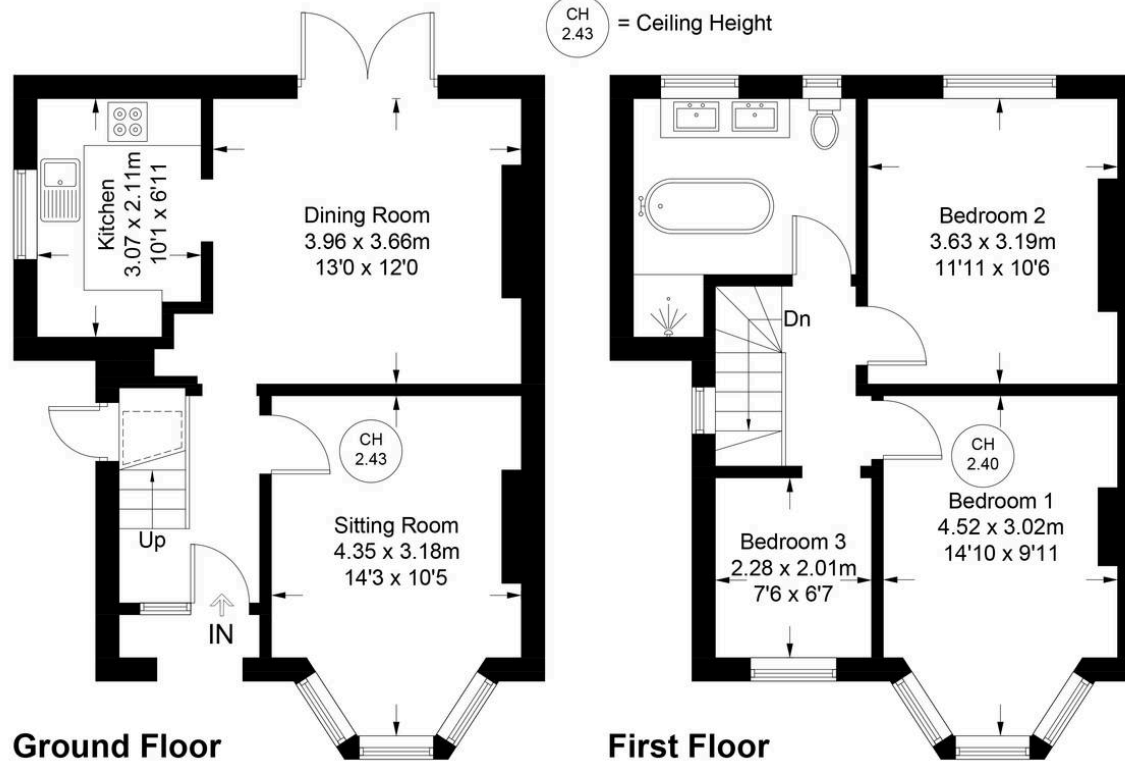 CH
2.43
= Ceiling Height
Kitchen
3.07 x 2.11m
10'1 x 6'11
Dining Room
3.96 x 3.66m
13'0 x 12'0
CH
2.43
Sitting Room
4.35 x 3.18m
14'3 x 10'5
Up
IN
Ground Floor
Bedroom 2
3.63 x 3.19m
11'11 x 10'6
Dn
CH
2.40
Bedroom 1
4.52 x 3.02m
14'10 x 9'11
Bedroom 3
2.28 x 2.01m
7'6 x 6'7
First Floor